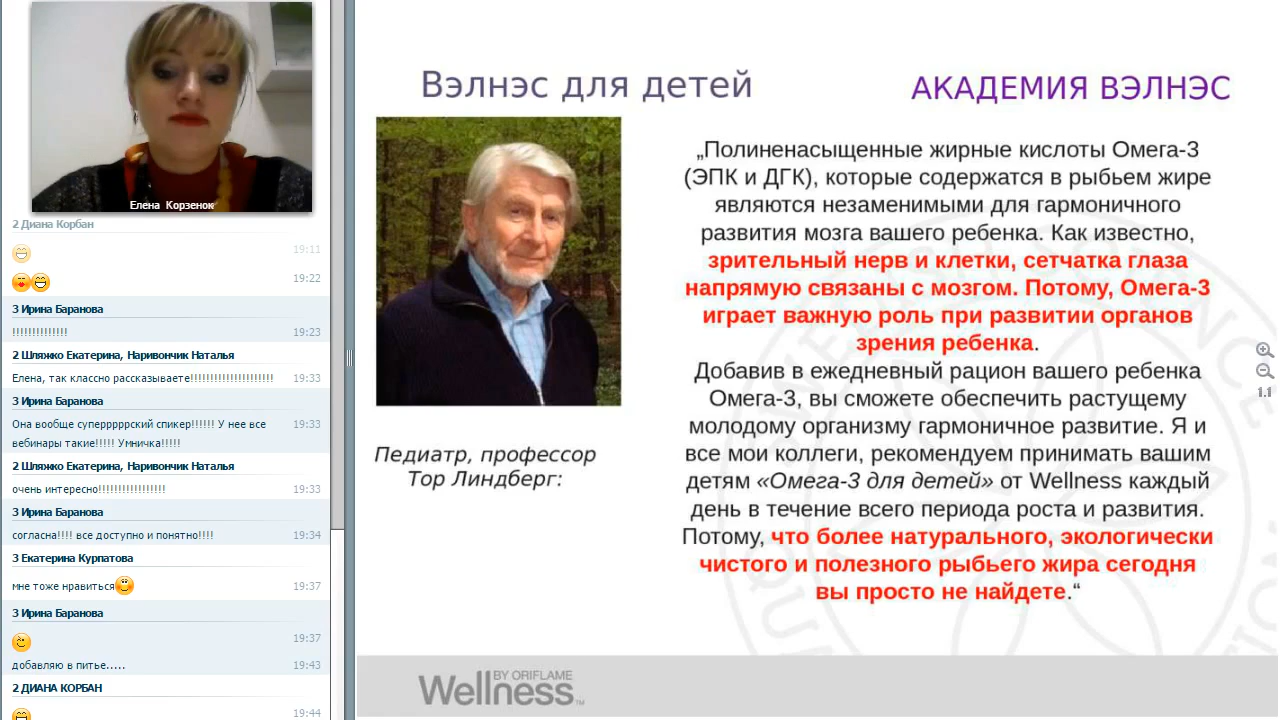 Елена Корзенок
2 Диана Корбан
19:11
19:22
3 Ирина Баранова
!!!!!!!!!!!!!! 19:23
2 Шляжко Екатерина, Наривончик Наталья
Елена, так классно рассказываете!!!!!!!!!!!!!!!!!!!!! 19:33
3 Ирина Баранова
Она вообще суперррррский спикер!!!!!! У нее все 19:33
вебинары такие!!!!! Умничка!!!!!
2 Шляжко Екатерина, Наривончик Наталья
очень интересно!!!!!!!!!!!!!!!!! 19:33
3 Ирина Баранова
согласна!!!! все доступно и понятно!!!! 19:34
3 Екатерина Курпатова
мне тоже нравиться 19:37
3 Ирина Баранова
19:37
добавляю в питье..... 19:43
2 ДИАНА КОРБАН
19:44
Вэлнэс для детей
АКАДЕМИЯ ВЭЛНЭС
Педиатр, профессор
Тор Линдберг:
„Полиненасыщенные жирные кислоты Омега-3
(ЭПК и ДГК), которые содержатся в рыбьем жире
являются незаменимыми для гармоничного
развития мозга вашего ребенка. Как известно,
зрительный нерв и клетки, сетчатка глаза
напрямую связаны с мозгом. Потому, Омега-3
играет важную роль при развитии органов
зрения ребенка.
Добавив в ежедневный рацион вашего ребенка
Омега-3, вы сможете обеспечить растущему
молодому организму гармоничное развитие. Я и
все мои коллеги, рекомендуем принимать вашим
детям «Омега-3 для детей» от Wellness каждый
день в течение всего периода роста и развития.
Потому, что более натурального, экологически
чистого и полезного рыбьего жира сегодня
вы просто не найдете.“
1:1
BY ORIFLAME
Wellness™